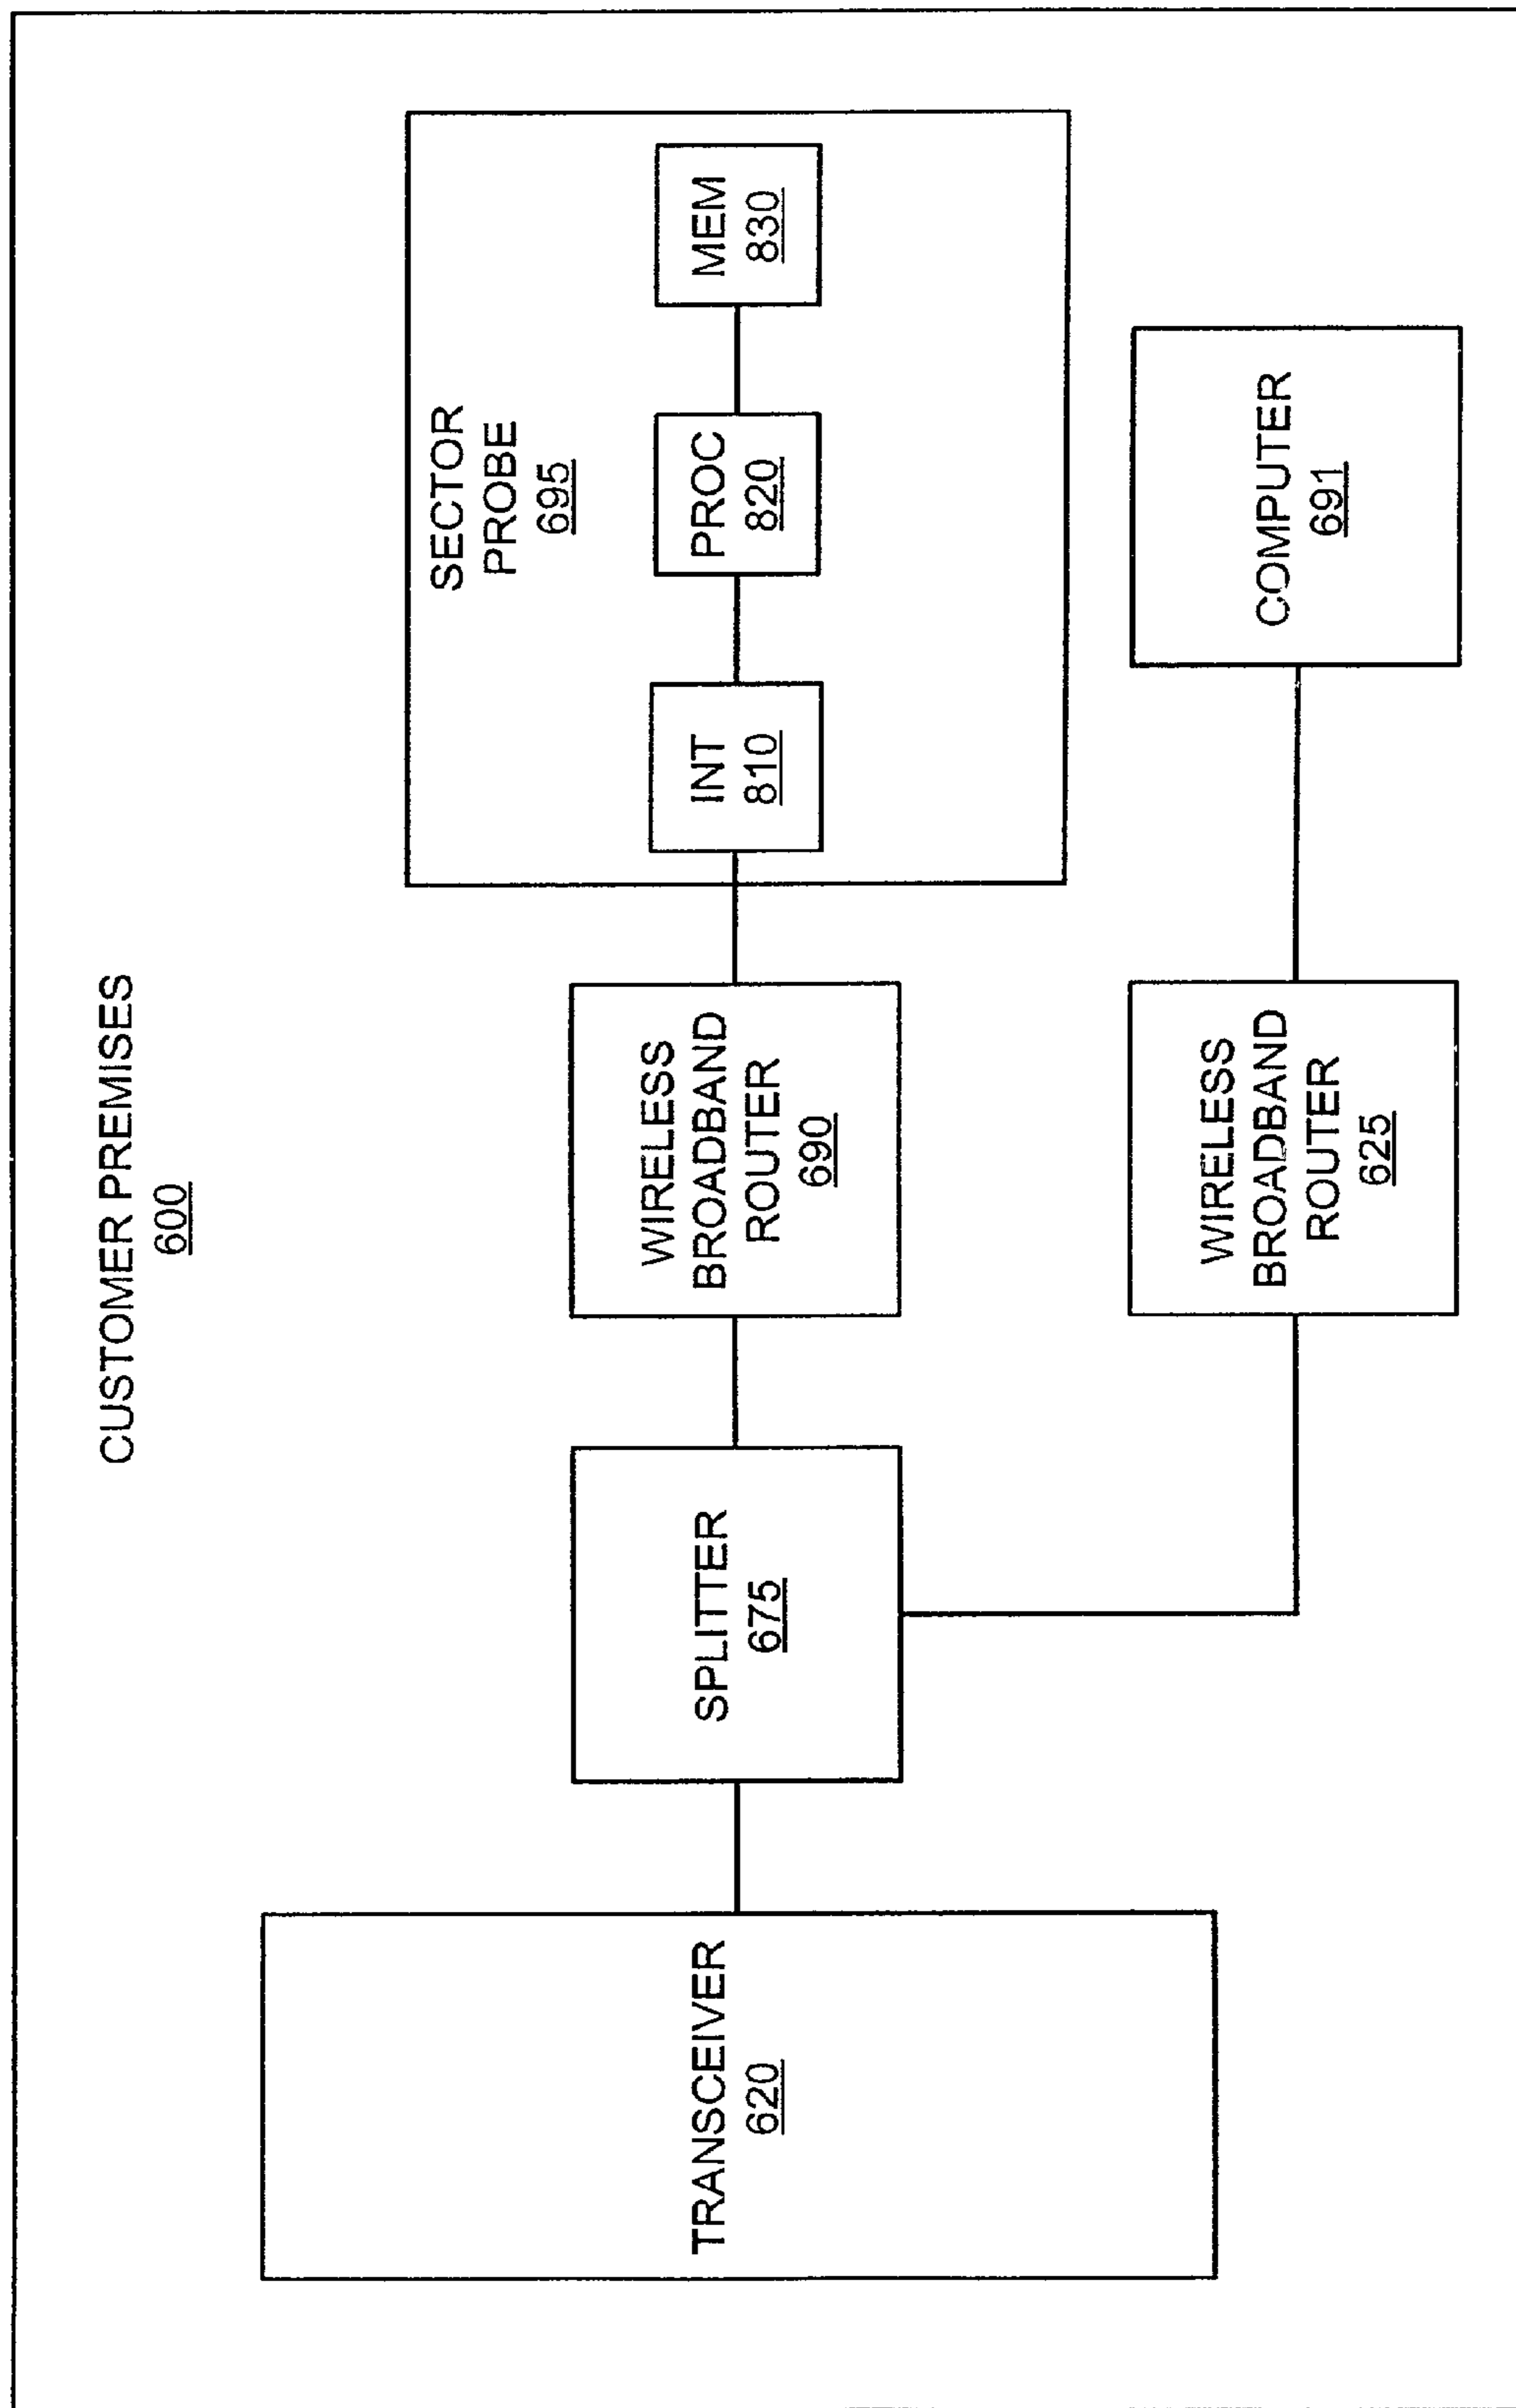 CUSTOMER PREMISES
600
TRANSCEIVER
620
SPLITTER
675
WIRELESS
BROADBAND
ROUTER
690
SECTOR
PROBE
695
INT
810
PROC
820
MEM
830
WIRELESS
BROADBAND
ROUTER
625
COMPUTER
691